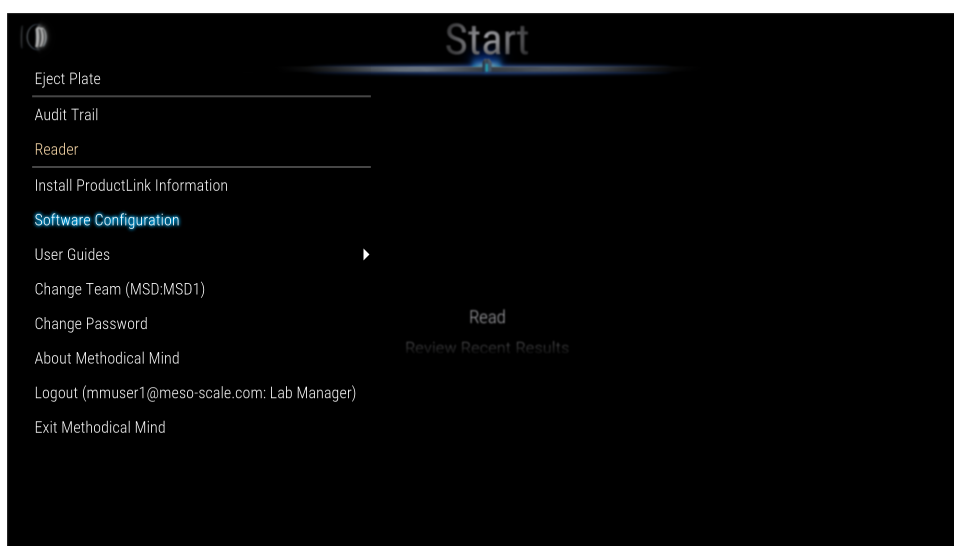 Start
Eject Plate
Audit Trail
Reader
Install ProductLink Information
Software Configuration
User Guides
Change Team (MSD:MSD1)
Change Password
About Methodical Mind
Logout (mmuser1@meso-scale.com: Lab Manager)
Exit Methodical Mind
Read
Review Recent Results